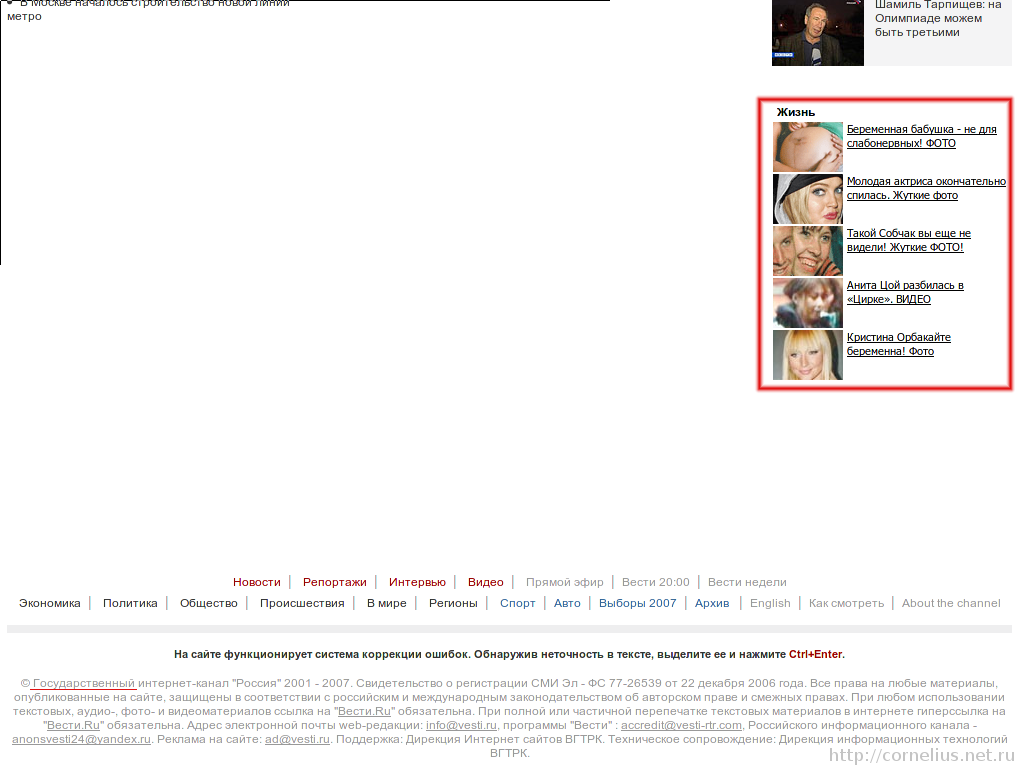 В Москве началось строительство новой линии
метро
Шамиль Тарпищев: на
Олимпиаде можем
быть третьими
Жизнь
Беременная бабушка - не для
слабонервных! ФОТО
Молодая актриса окончательно
спилась. Жуткие фото
Такой Собчак вы еще не
видели! Жуткие ФОТО!
Анита Цой разбилась в
«Цирке». ВИДЕО
Кристина Орбакайте
беременна! Фото
Новости | Репортажи | Интервью | Видео | Прямой эфир | Вести 20:00 | Вести недели
Экономика | Политика | Общество | Происшествия | В мире | Регионы | Спорт | Авто | Выборы 2007 | Архив | English | Как смотреть | About the channel
На сайте функционирует система коррекции ошибок. Обнаружив неточность в тексте, выделите ее и нажмите Ctrl+Enter.
© Государственный интернет-канал "Россия" 2001 - 2007. Свидетельство о регистрации СМИ Эл - ФС 77-26539 от 22 декабря 2006 года. Все права на любые материалы,
опубликованные на сайте, защищены в соответствии с российским и международным законодательством об авторском праве и смежных правах. При любом использовании
текстовых, аудио-, фото- и видеоматериалов ссылка на "Вести.Ru" обязательна. При полной или частичной перепечатке текстовых материалов в интернете гиперссылка на
"Вести.Ru" обязательна. Адрес электронной почты web-редакции: info@vesti.ru, программы "Вести" : accredit@vesti-rtr.com, Российского информационного канала -
anonsvesti24@yandex.ru. Реклама на сайте: ad@vesti.ru. Поддержка: Дирекция Интернет сайтов ВГТРК. Техническое сопровождение: Дирекция информационных технологий
ВГТРК.
http://cornelius.net.ru